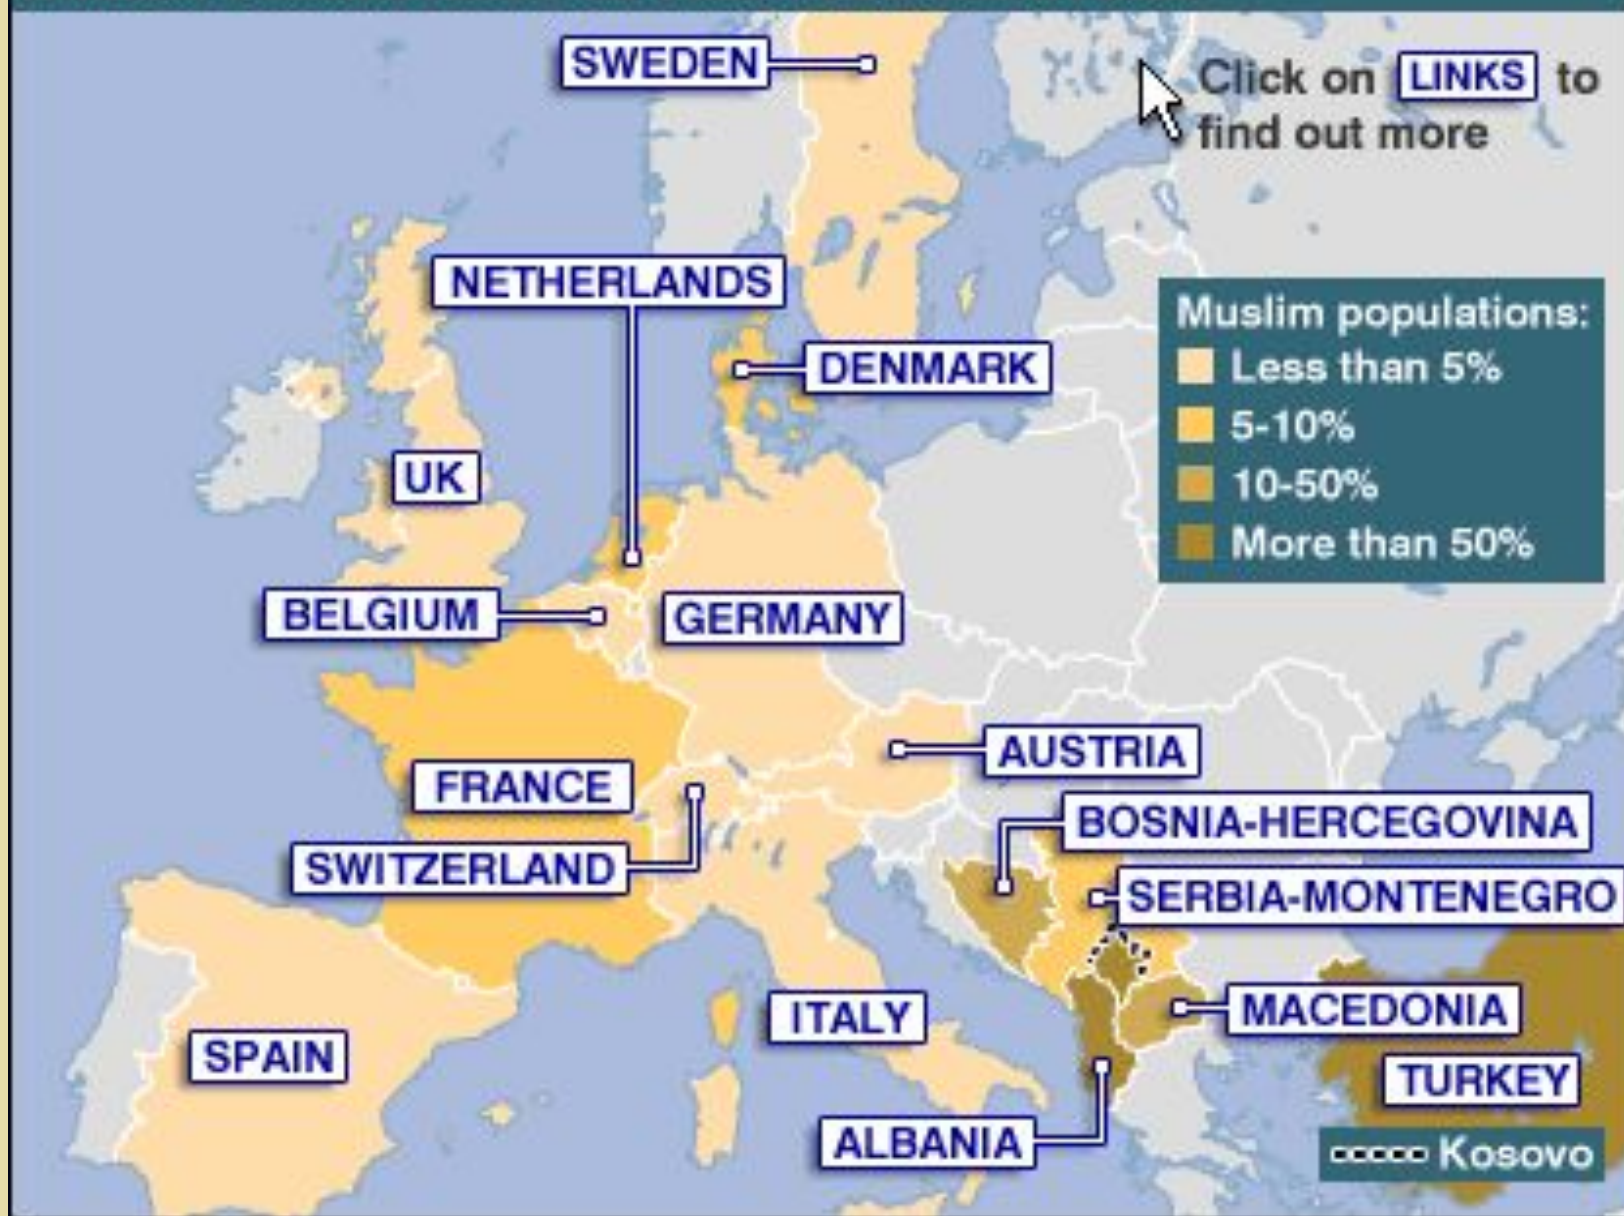 SWEDEN
Click on LINKS to
find out more
NETHERLANDS
Muslim populations:
Less than 5%
5-10%
10-50%
More than 50%
DENMARK
UK
BELGIUM
GERMANY
AUSTRIA
FRANCE
BOSNIA-HERCEGOVINA
SWITZERLAND
SERBIA-MONTENEGRO
ITALY
MACEDONIA
SPAIN
TURKEY
ALBANIA
Kosovo